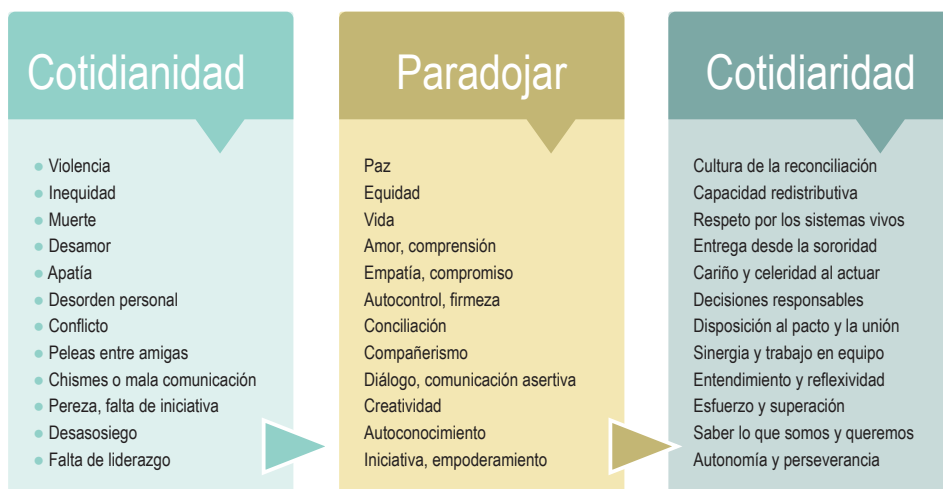 Cotidianidad
● Violencia
● Inequidad
● Muerte
● Desamor
● Apatía
● Desorden personal
● Conflicto
● Peleas entre amigas
● Chismes o mala comunicación
● Pereza, falta de iniciativa
● Desasosiego
● Falta de liderazgo
Paradojar
Paz
Equidad
Vida
Amor, comprensión
Empatía, compromiso
Autocontrol, firmeza
Conciliación
Compañerismo
Diálogo, comunicación asertiva
Creatividad
Autoconocimiento
Iniciativa, empoderamiento
Cotidiaridad
Cultura de la reconciliación
Capacidad redistributiva
Respeto por los sistemas vivos
Entrega desde la sororidad
Cariño y celeridad al actuar
Decisiones responsables
Disposición al pacto y la unión
Sinergia y trabajo en equipo
Entendimiento y reflexividad
Esfuerzo y superación
Saber lo que somos y queremos
Autonomía y perseverancia